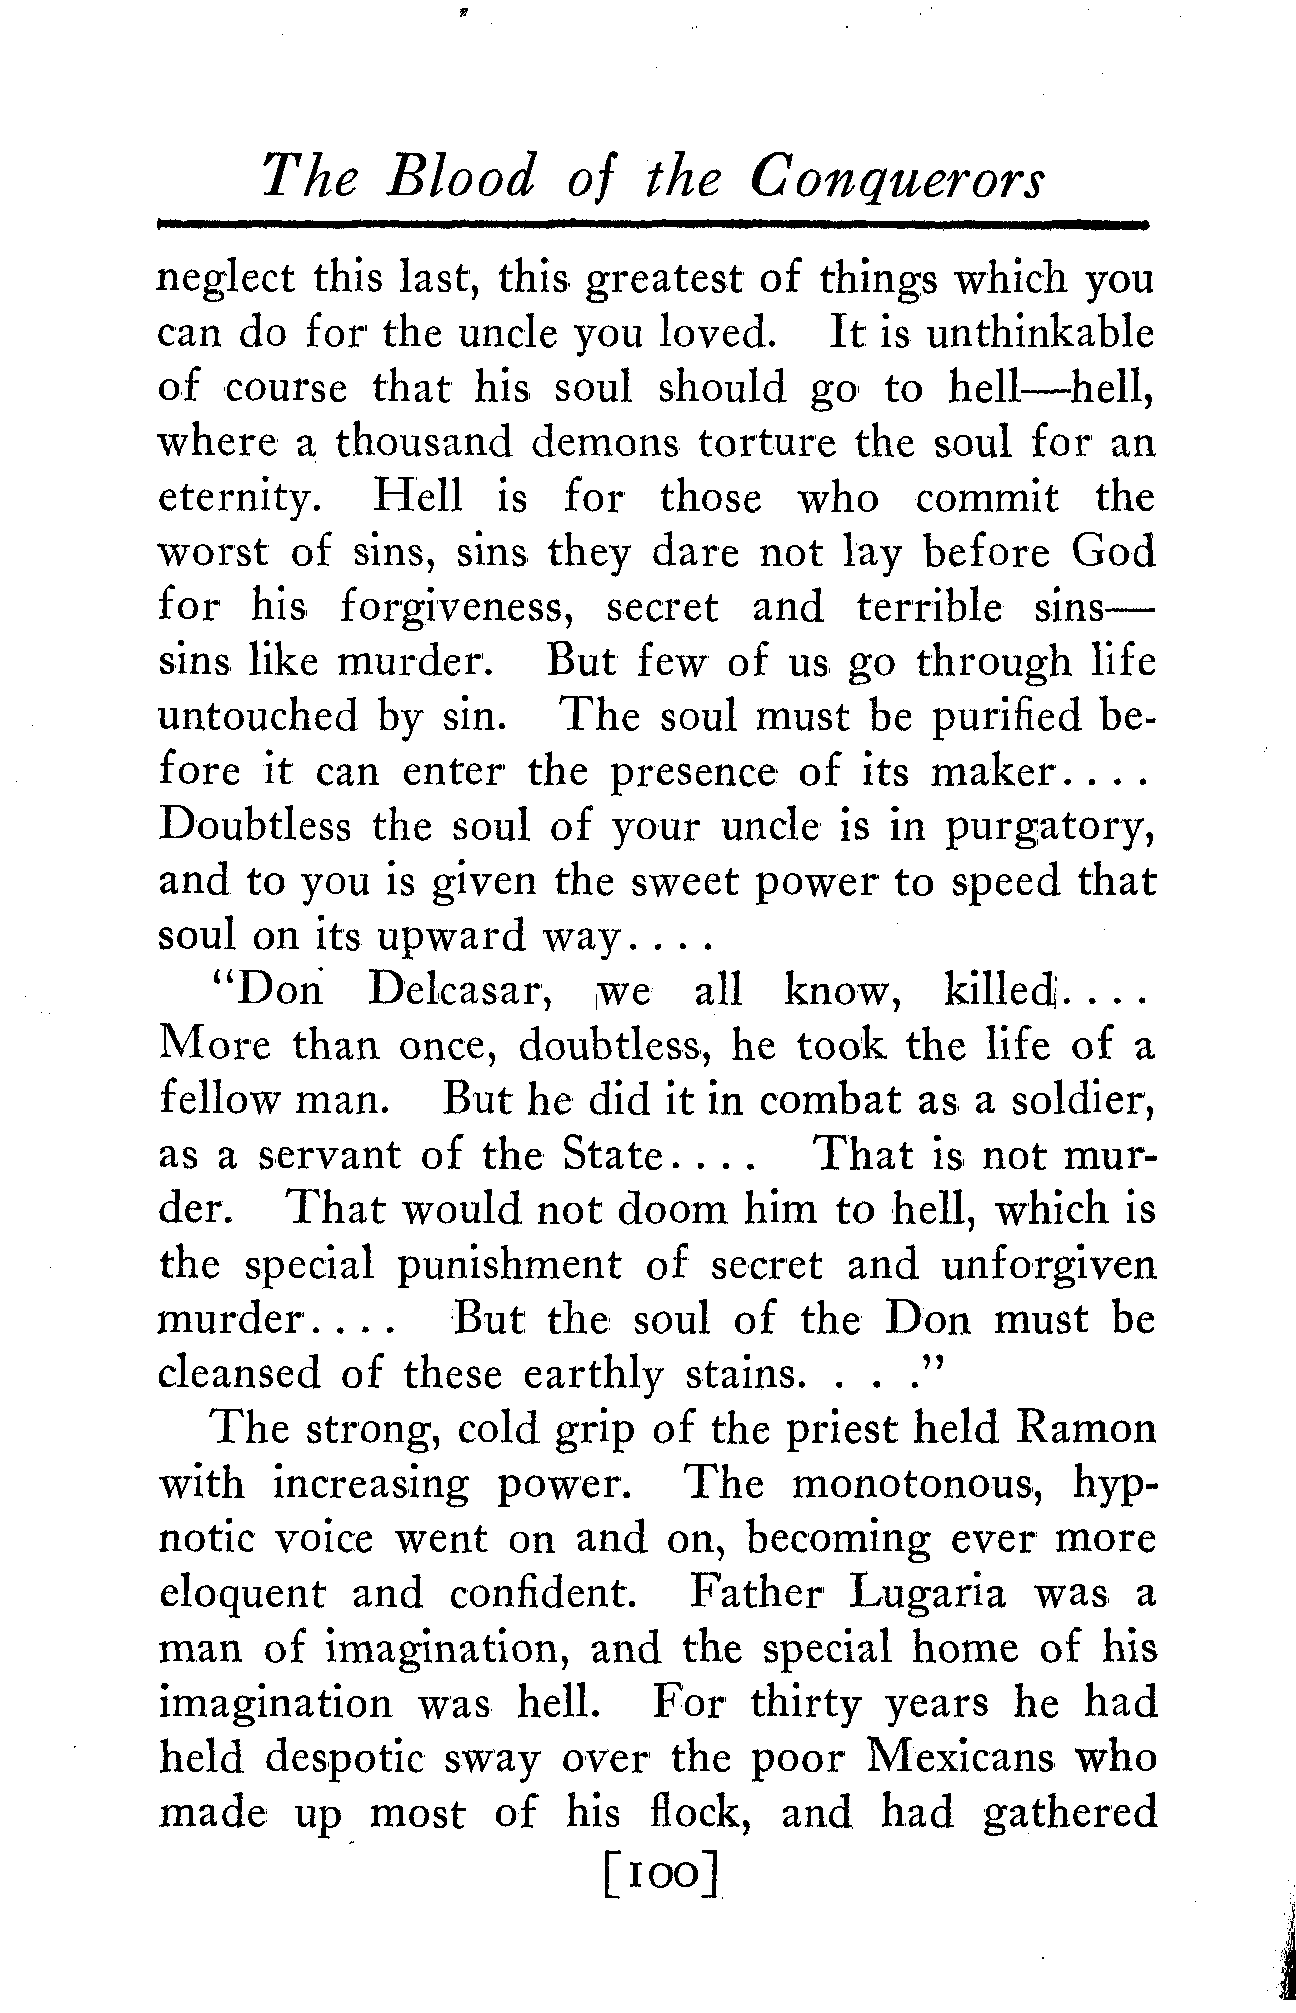 The Blood of the Conquerors
neglect this last, this greatest of things which you
can do for the uncle you loved. It is unthinkable
of course that his soul should go to hell—hell,
where a thousand demons torture the soul for an
eternity. Hell is for those who commit the
worst of sins, sins they dare not lay before God
for his forgiveness, secret and terrible sins—
sins like murder. But few of us go through life
untouched by sin. The soul must be purified be-
fore it can enter the presence of its maker. . . .
Doubtless the soul of your uncle is in purgatory,
and to you is given the sweet power to speed that
soul on its upward way. . . .
"Don Delcasar, we all know, killed. . . .
More than once, doubtless, he took the life of a
fellow man. But he did it in combat as a soldier,
as a servant of the State. . . . That is not mur-
der. That would not doom him to hell, which is
the special punishment of secret and unforgiven
murder. . . . But the soul of the Don must be
cleansed of these earthly stains. . . ."
The strong, cold grip of the priest held Ramon
with increasing power. The monotonous, hyp-
notic voice went on and on, becoming ever more
eloquent and confident. Father Lugaria was a
man of imagination, and the special home of his
imagination was hell. For thirty years he had
held despotic sway over the poor Mexicans who
made up most of his flock, and had gathered
[100]